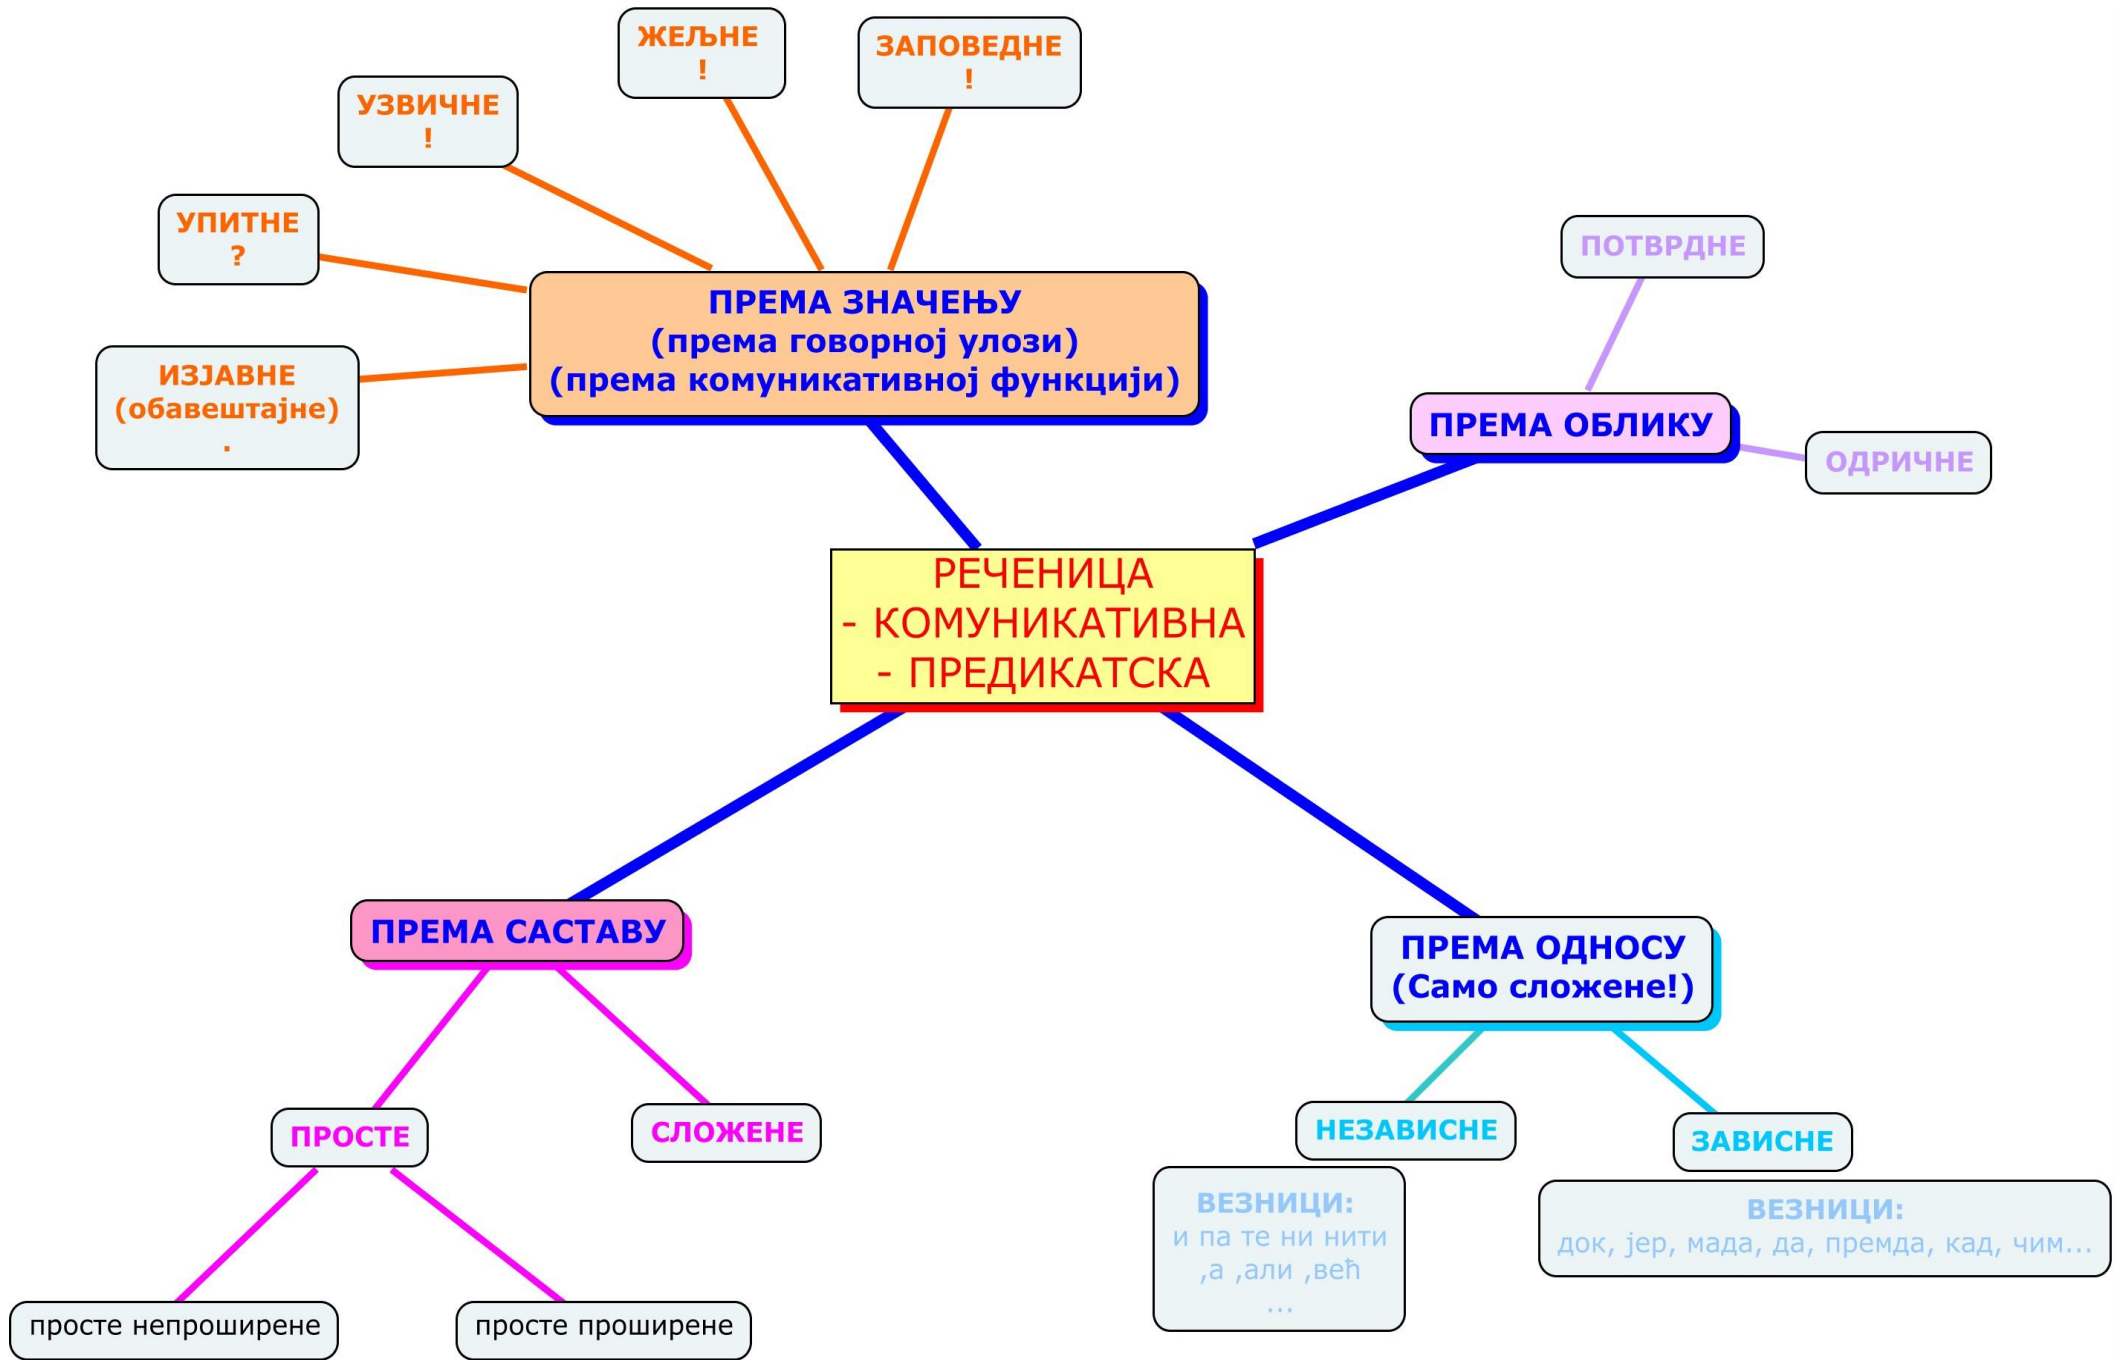 ЖЕЉНЕ
!
ЗАПОВЕДНЕ
!
УЗВИЧНЕ
!
УПИТНЕ
?
ИЗЈАВНЕ
(обавештајне)
.
ПРЕМА ЗНАЧЕЊУ
(према говорној улози)
(према комуникативној функцији)
ПОТВРДНЕ
ПРЕМА ОБЛИКУ
ОДРИЧНЕ
РЕЧЕНИЦА
- КОМУНИКАТИВНА
- ПРЕДИКАТСКА
ПРЕМА САСТАВУ
ПРОСТЕ
СЛОЖЕНЕ
просте непроширене
просте проширене
ПРЕМА ОДНОСУ
(Само сложене!)
НЕЗАВИСНЕ
ВЕЗНИЦИ:
и па те ни нити
,а ,али ,већ
...
ЗАВИСНЕ
ВЕЗНИЦИ:
док, јер, мада, да, премда, кад, чим...